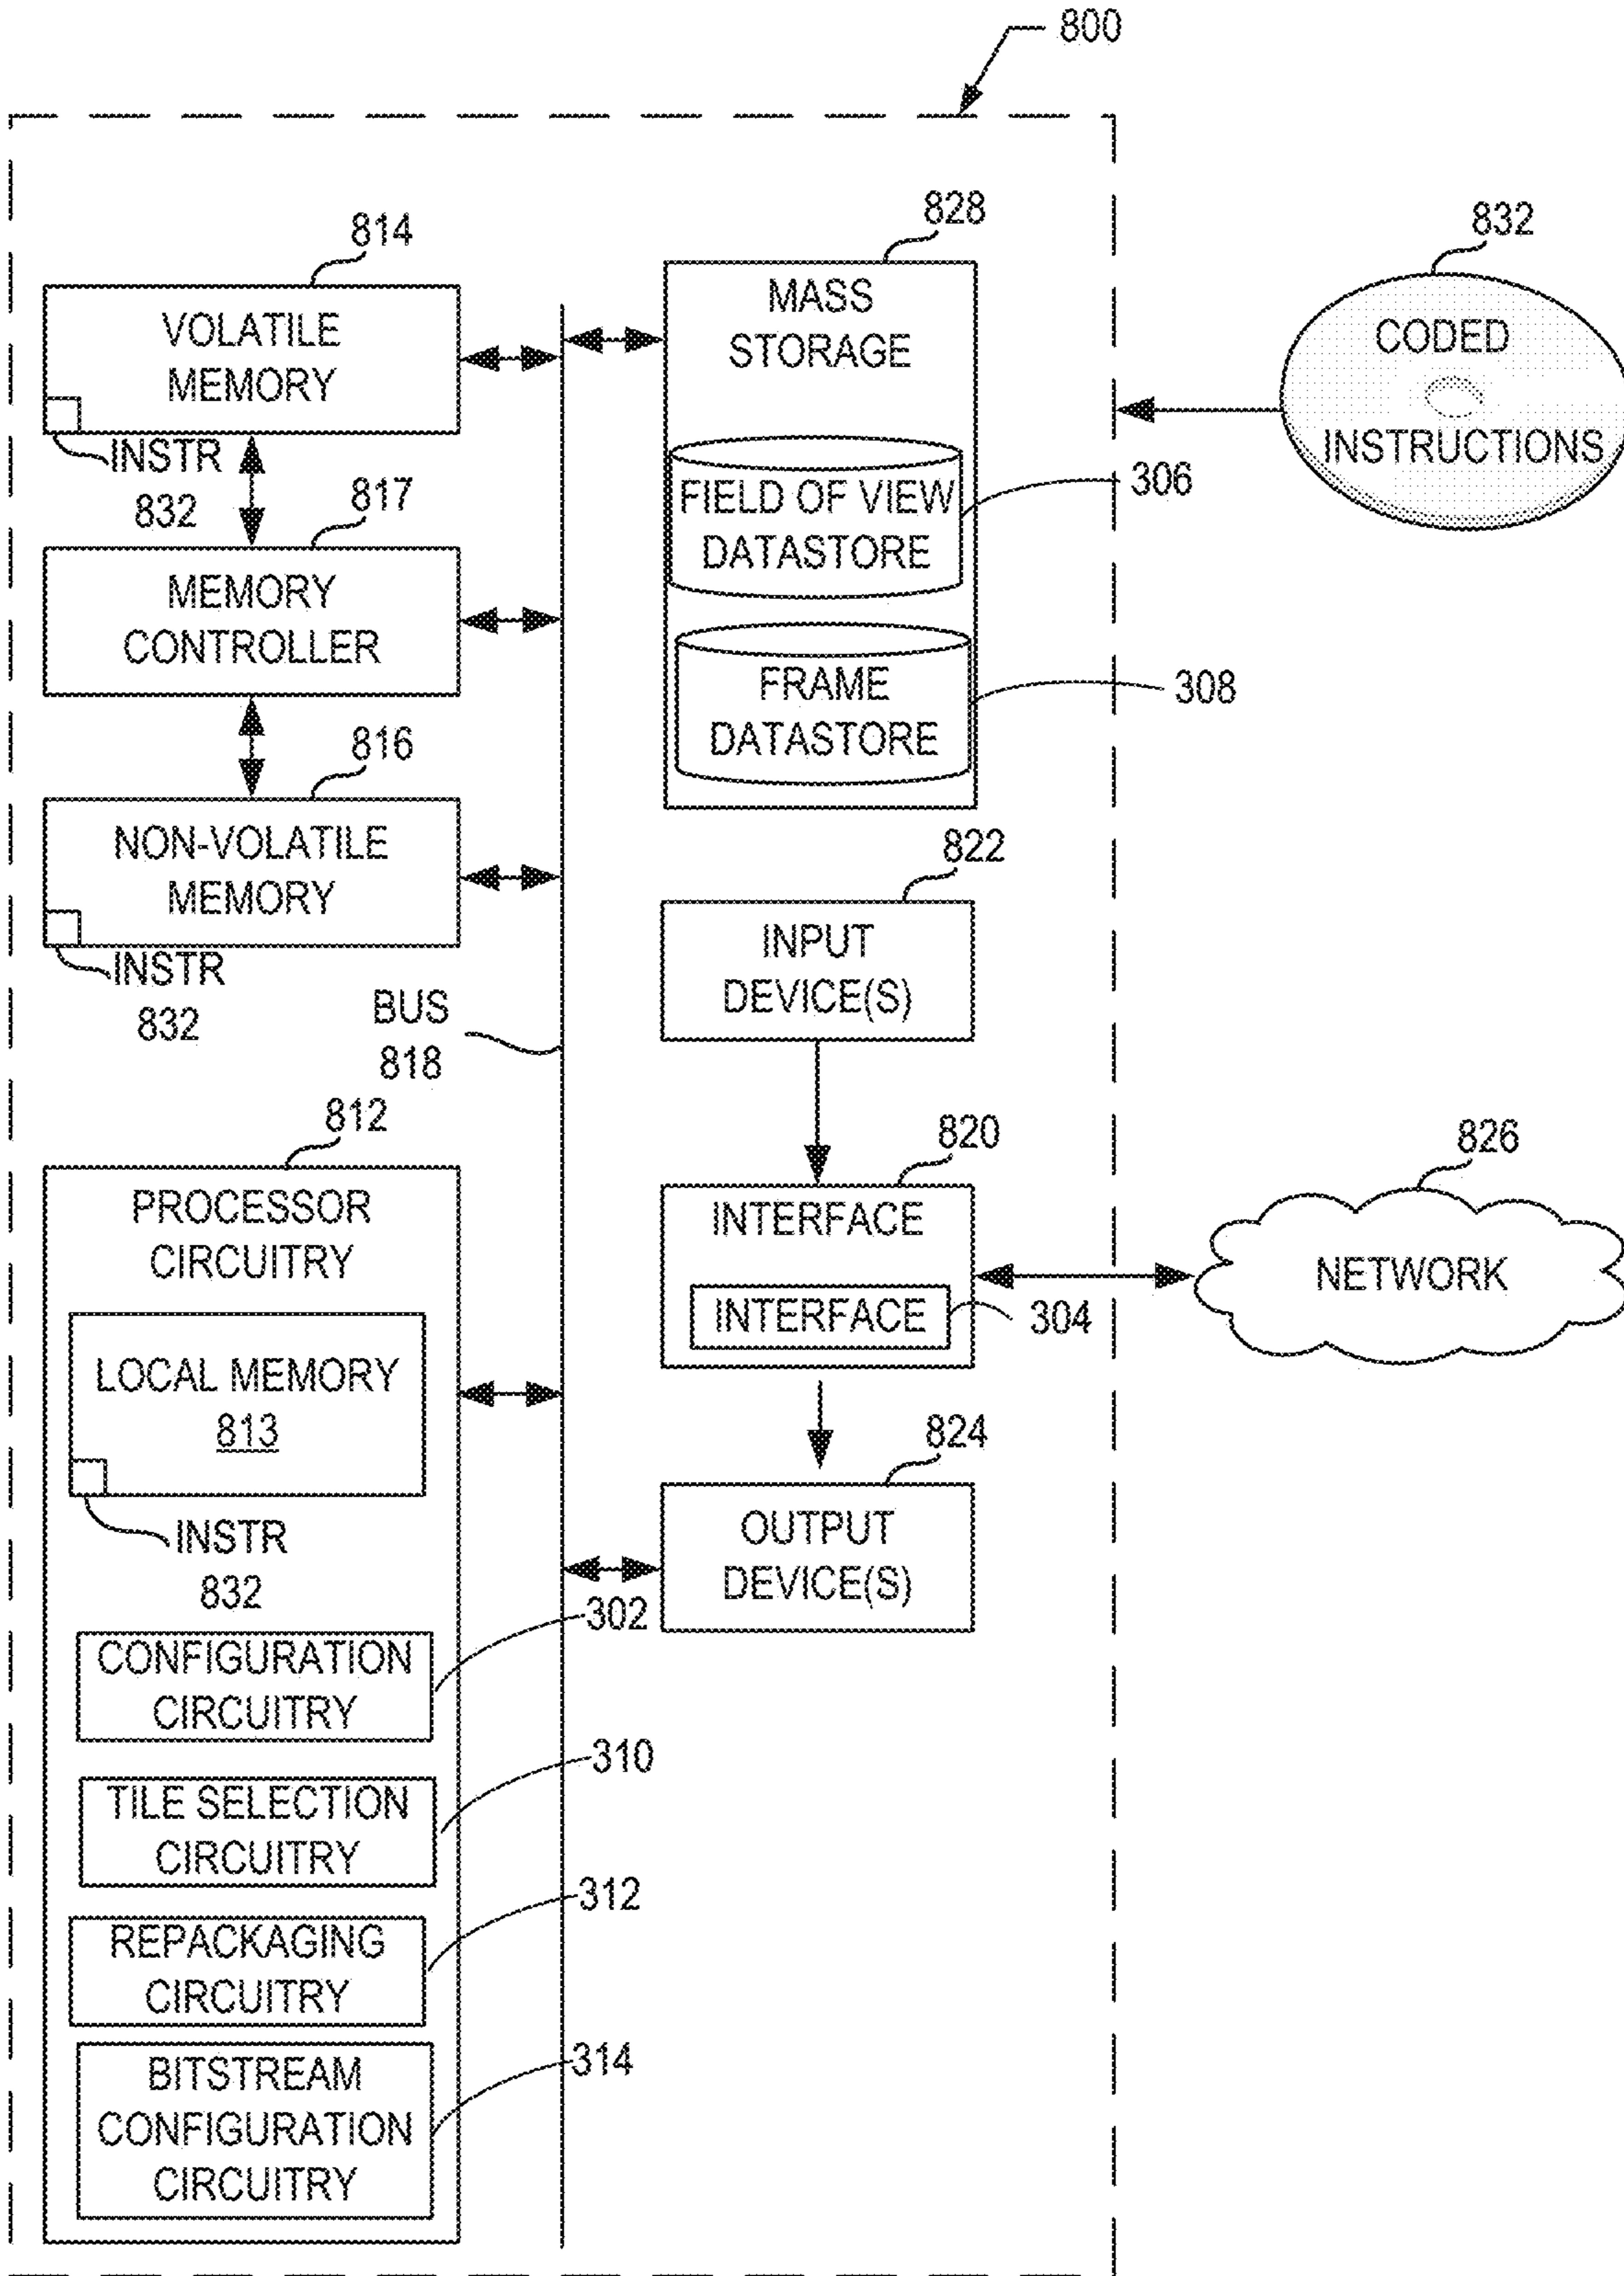 800
814
VOLATILE
MEMORY
INSTR
832
817
MEMORY
CONTROLLER
816
NON-VOLATILE
MEMORY
INSTR
832
BUS
818
812
PROCESSOR
CIRCUITRY
LOCAL MEMORY
813
INSTR
832
302
CONFIGURATION
CIRCUITRY
310
TILE SELECTION
CIRCUITRY
312
REPACKAGING
CIRCUITRY
314
BITSTREAM
CONFIGURATION
CIRCUITRY
828
MASS
STORAGE
FIELD OF VIEW
DATASTORE
306
FRAME
DATASTORE
308
822
INPUT
DEVICE(S)
820
INTERFACE
INTERFACE
304
824
OUTPUT
DEVICE(S)
832
CODED
INSTRUCTIONS
826
NETWORK